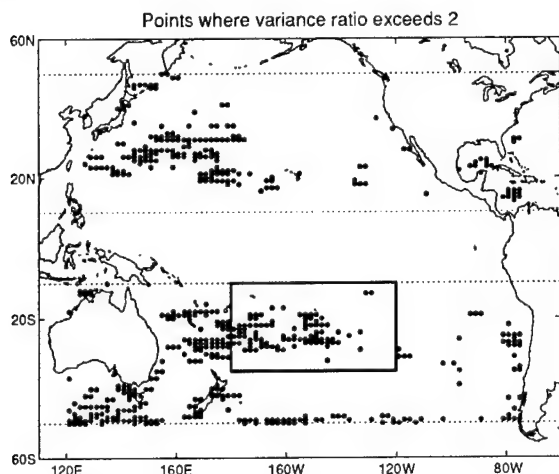 Points where variance ratio exceeds 2
60N
20N
20S
60S
120E
160E
160W
120W
80W